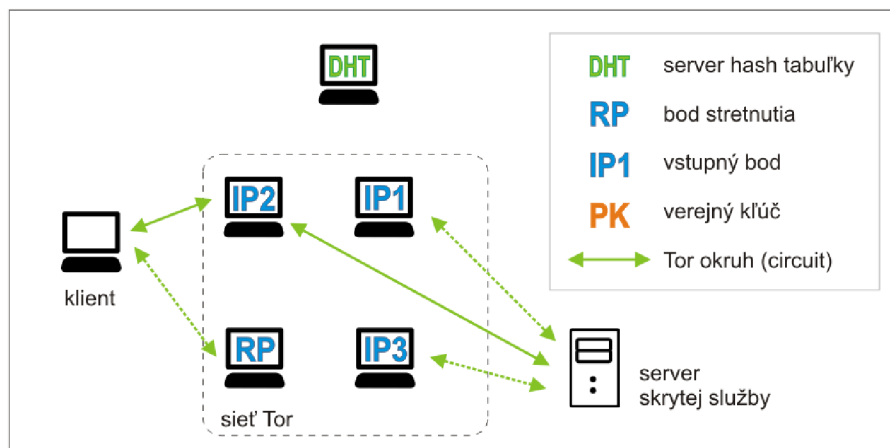 DHT
IP2
IP1
klient
RP
IP3
sieť Tor
server
skrytej služby
DHT server hash tabuľky
RP bod stretnutia
IP1 vstupný bod
PK verejný kľúč
Tor okruh (circuit)